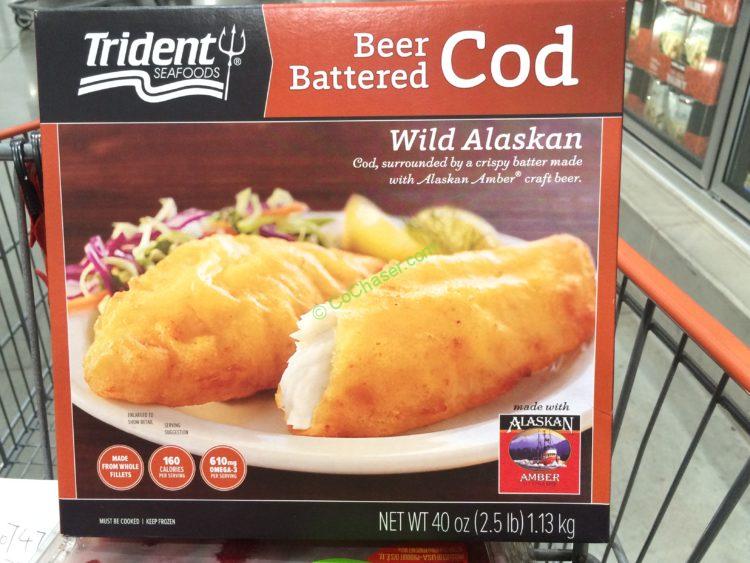 Trident®
SEAFOODS
Beer
Battered
Cod
Wild Alaskan
Cod, surrounded by a crispy batter made
with Alaskan Amber® craft beer.
© CoChaser.com
ENLARGED TO
SHOW DETAIL
SERVING
SUGGESTION
MADE
FROM WHOLE
FILLETS
160
CALORIES
PER SERVING
610mg
OMEGA-3
PER SERVING
made with
ALASKAN
AMBER
MUST BE COOKED | KEEP FROZEN
NET WT 40 oz (2.5 lb) 1.13 kg